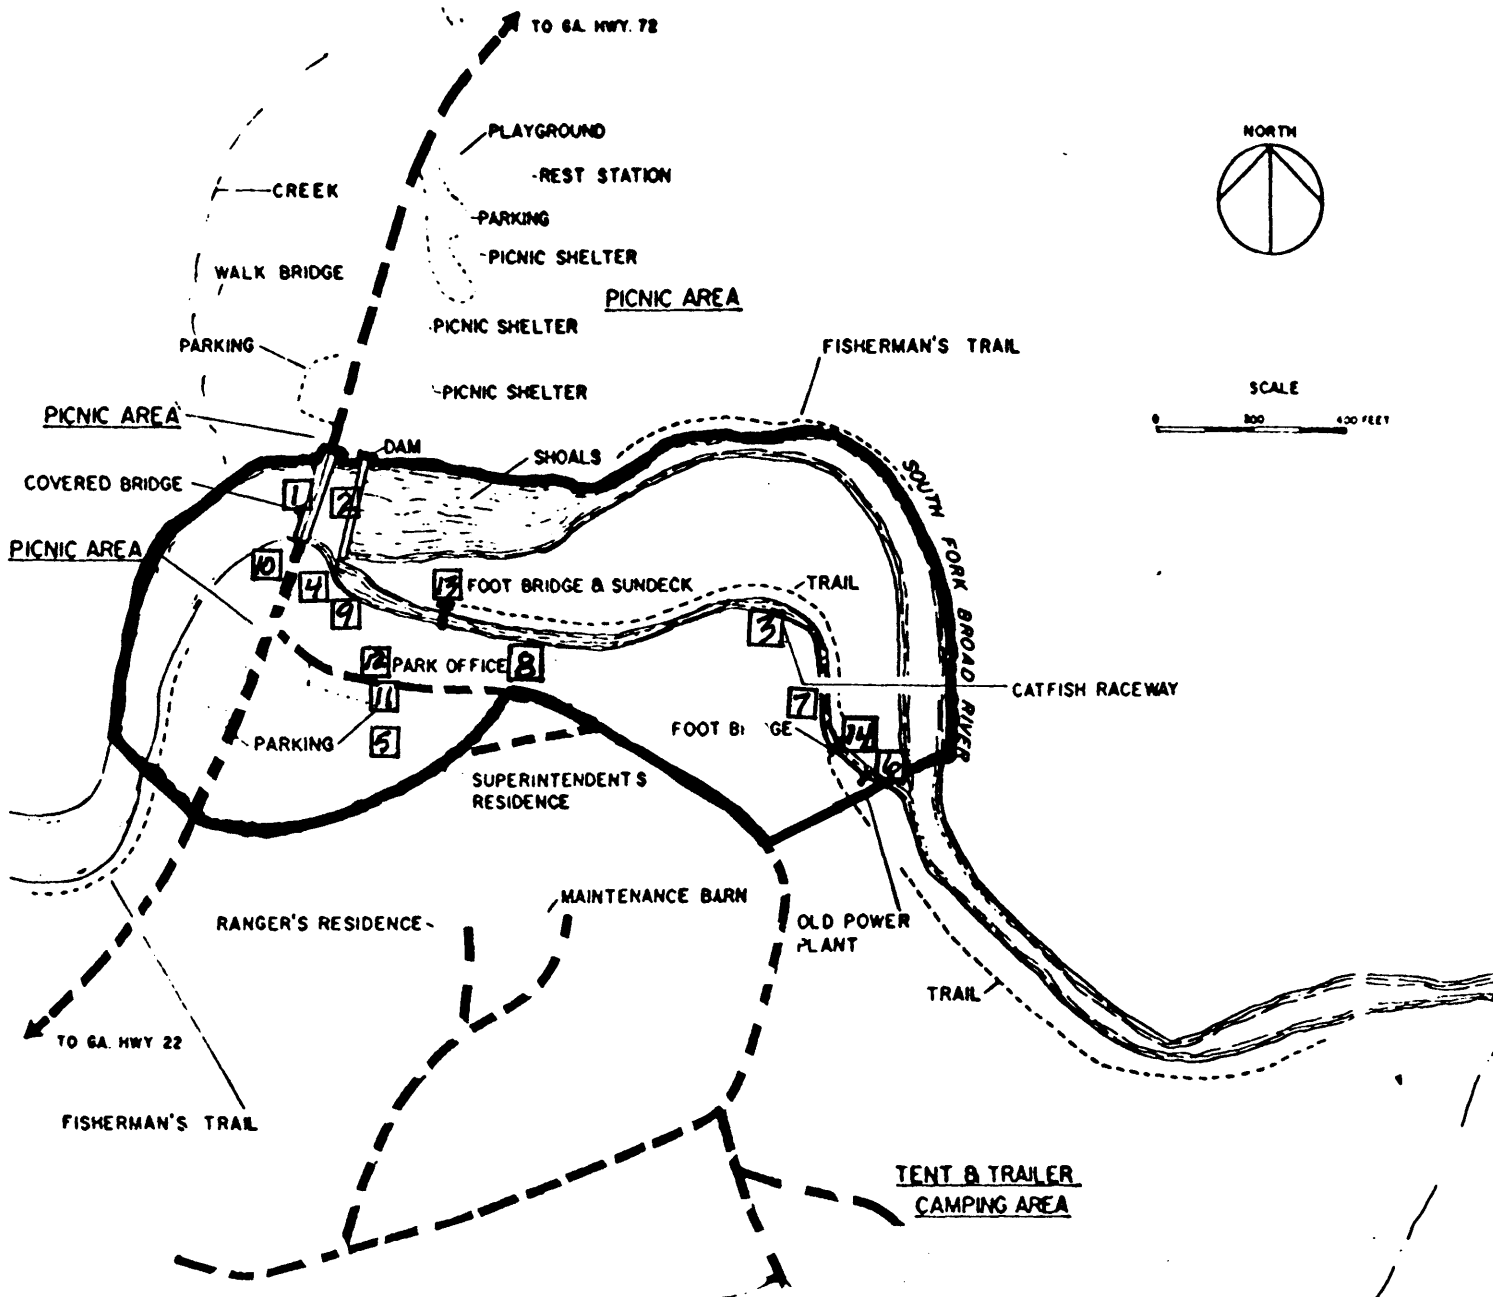 TO GA. HWY. 72
PLAYGROUND
NORTH
REST STATION
CREEK
PARKING
PICNIC SHELTER
WALK BRIDGE
PICNIC AREA
PICNIC SHELTER
PARKING
FISHERMAN'S TRAIL
SCALE
PICNIC SHELTER
0 200 400 FEET
PICNIC AREA
DAM
SHOALS
SOUTH FORK BROAD RIVER
COVERED BRIDGE
1
2
PICNIC AREA
10
4
13
FOOT BRIDGE & SUNDECK
TRAIL
9
3
12
PARK OFFICE
8
CATFISH RACEWAY
11
7
FOOT BRIDGE
14
PARKING
5
6
SUPERINTENDENTS
RESIDENCE
MAINTENANCE BARN
RANGER'S RESIDENCE
OLD POWER
PLANT
TRAIL
TO GA. HWY 22
FISHERMAN'S TRAIL
TENT & TRAILER
CAMPING AREA